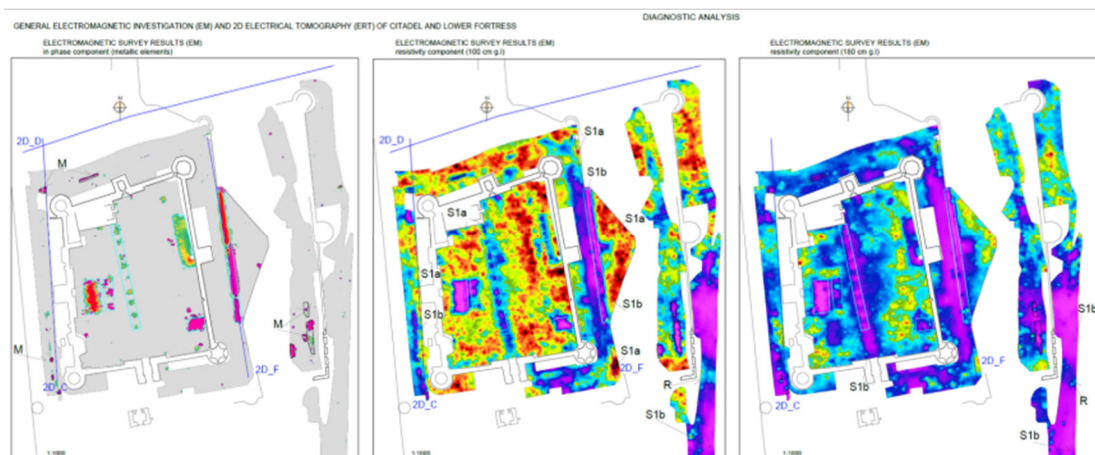 DIAGNOSTIC ANALYSIS
GENERAL ELECTROMAGNETIC INVESTIGATION (EM) AND 2D ELECTRICAL TOMOGRAPHY (ERT) OF CITADEL AND LOWER FORTRESS
ELECTROMAGNETIC SURVEY RESULTS (EM)
in phase component (metallic elements)
2D_D
M
M
M
2D_C
2D_F
1:1000
ELECTROMAGNETIC SURVEY RESULTS (EM)
resistivity component (100 cm g.l)
2D_D
S1a
S1b
S1a
S1a
S1a
S1b
S1b
S1a
2D_F
R
2D_C
S1b
1:1000
ELECTROMAGNETIC SURVEY RESULTS (EM)
resistivity component (180 cm g.l)
2D_D
S1b
2D_F
S1b
R
2D_C
S1b
1:1000